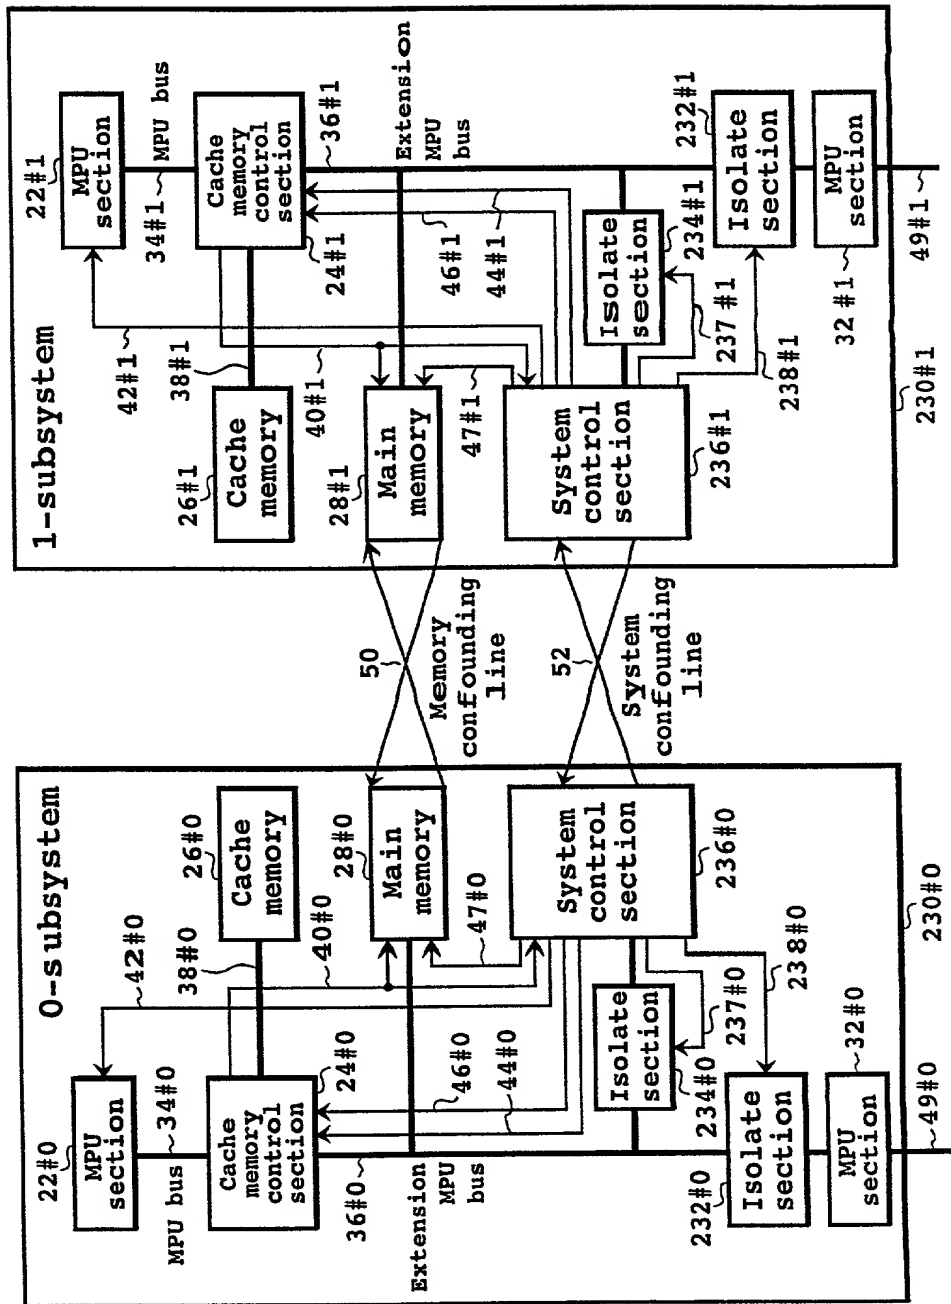 0-subsystem
22#0
MPU
section
42#0
34#0
MPU bus
38#0
26#0
Cache
memory
Cache
memory
control
section
24#0
40#0
28#0
Main
memory
36#0
Extension
MPU
bus
46#0
44#0
47#0
System
control
section
236#0
Isolate
section
234#0
237#0
238#0
232#0
Isolate
section
32#0
MPU
section
49#0
230#0
50
Memory
confounding
line
52
System
confounding
line
1-subsystem
22#1
MPU
section
42#1
34#1
MPU bus
38#1
26#1
Cache
memory
Cache
memory
control
section
24#1
40#1
28#1
Main
memory
36#1
Extension
MPU
bus
46#1
44#1
47#1
System
control
section
236#1
Isolate
section
234#1
237#1
238#1
232#1
Isolate
section
32#1
MPU
section
49#1
230#1